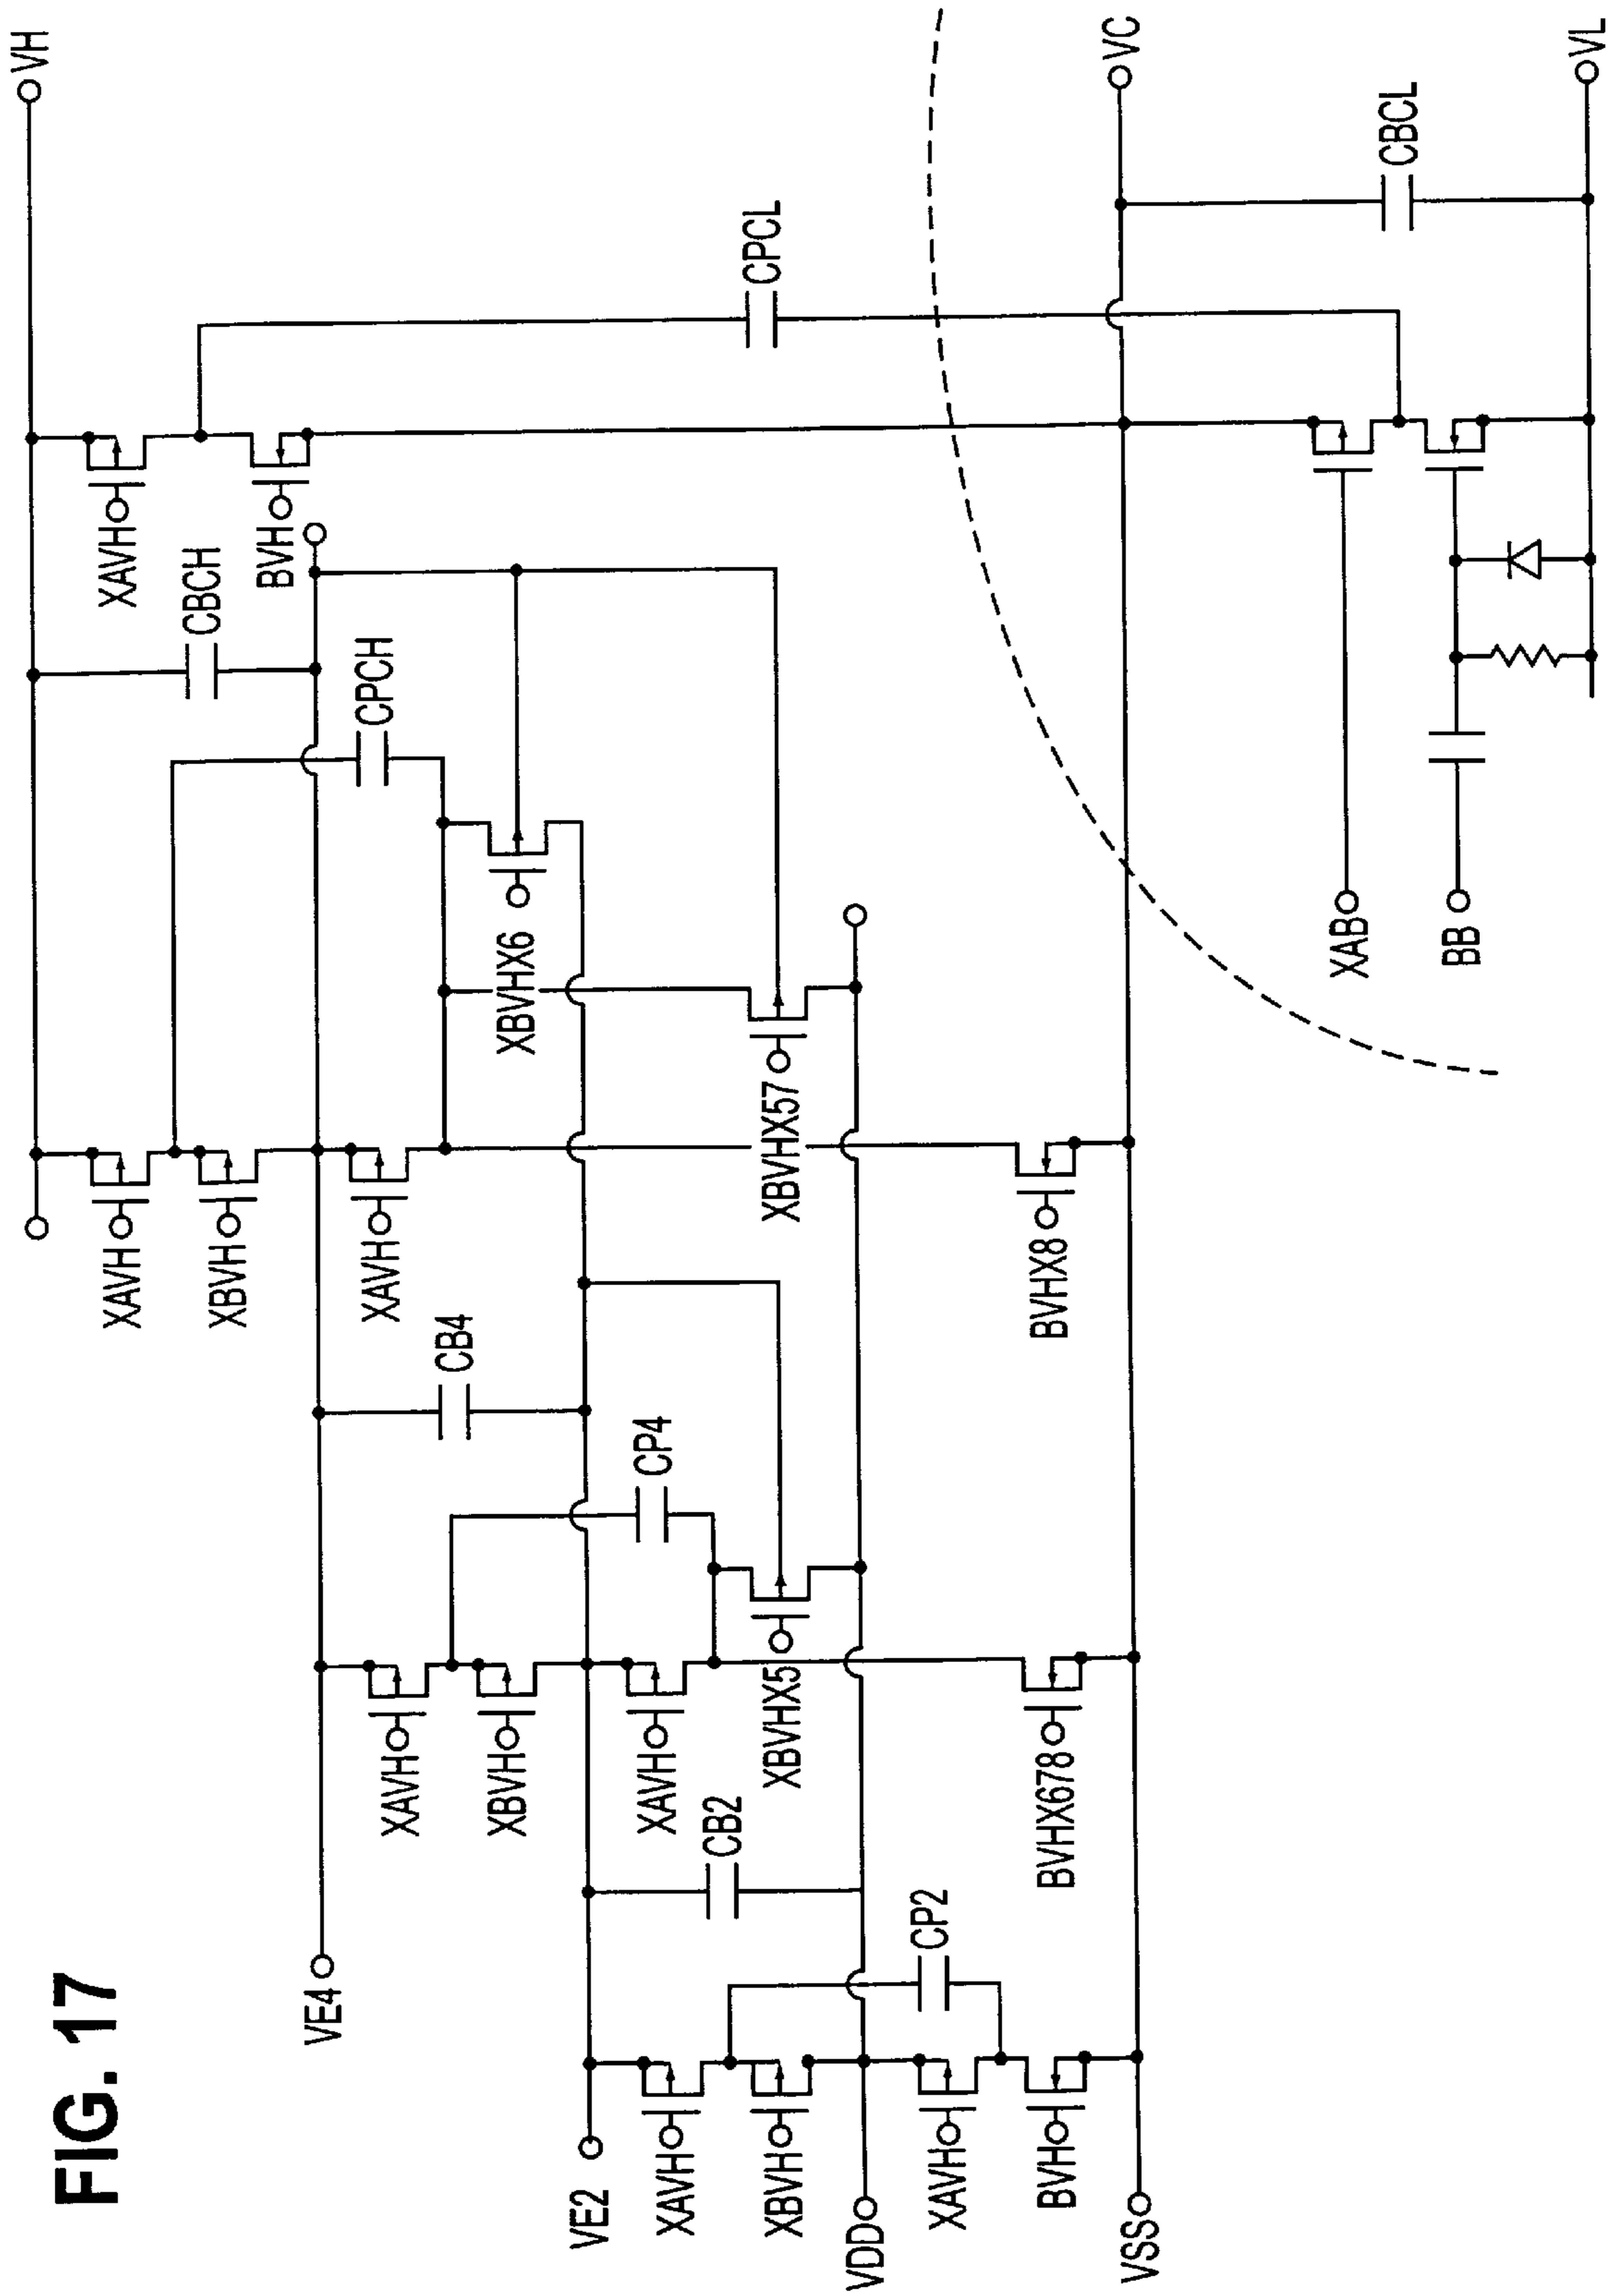 FIG. 17
VH
XAVH
BVH
CBCH
CPCL
CPCH
XBVHX6
XAVH
XBVH
XAVH
XBVHX57
BVHX8
VC
CBCL
VL
XAB
BB
VE4
CB4
CP4
XAVH
XBVH
XAVH
XBVHX5
BVHX678
VE2
CB2
CP2
XAVH
XBVH
VDD
XAVH
BVH
VSS